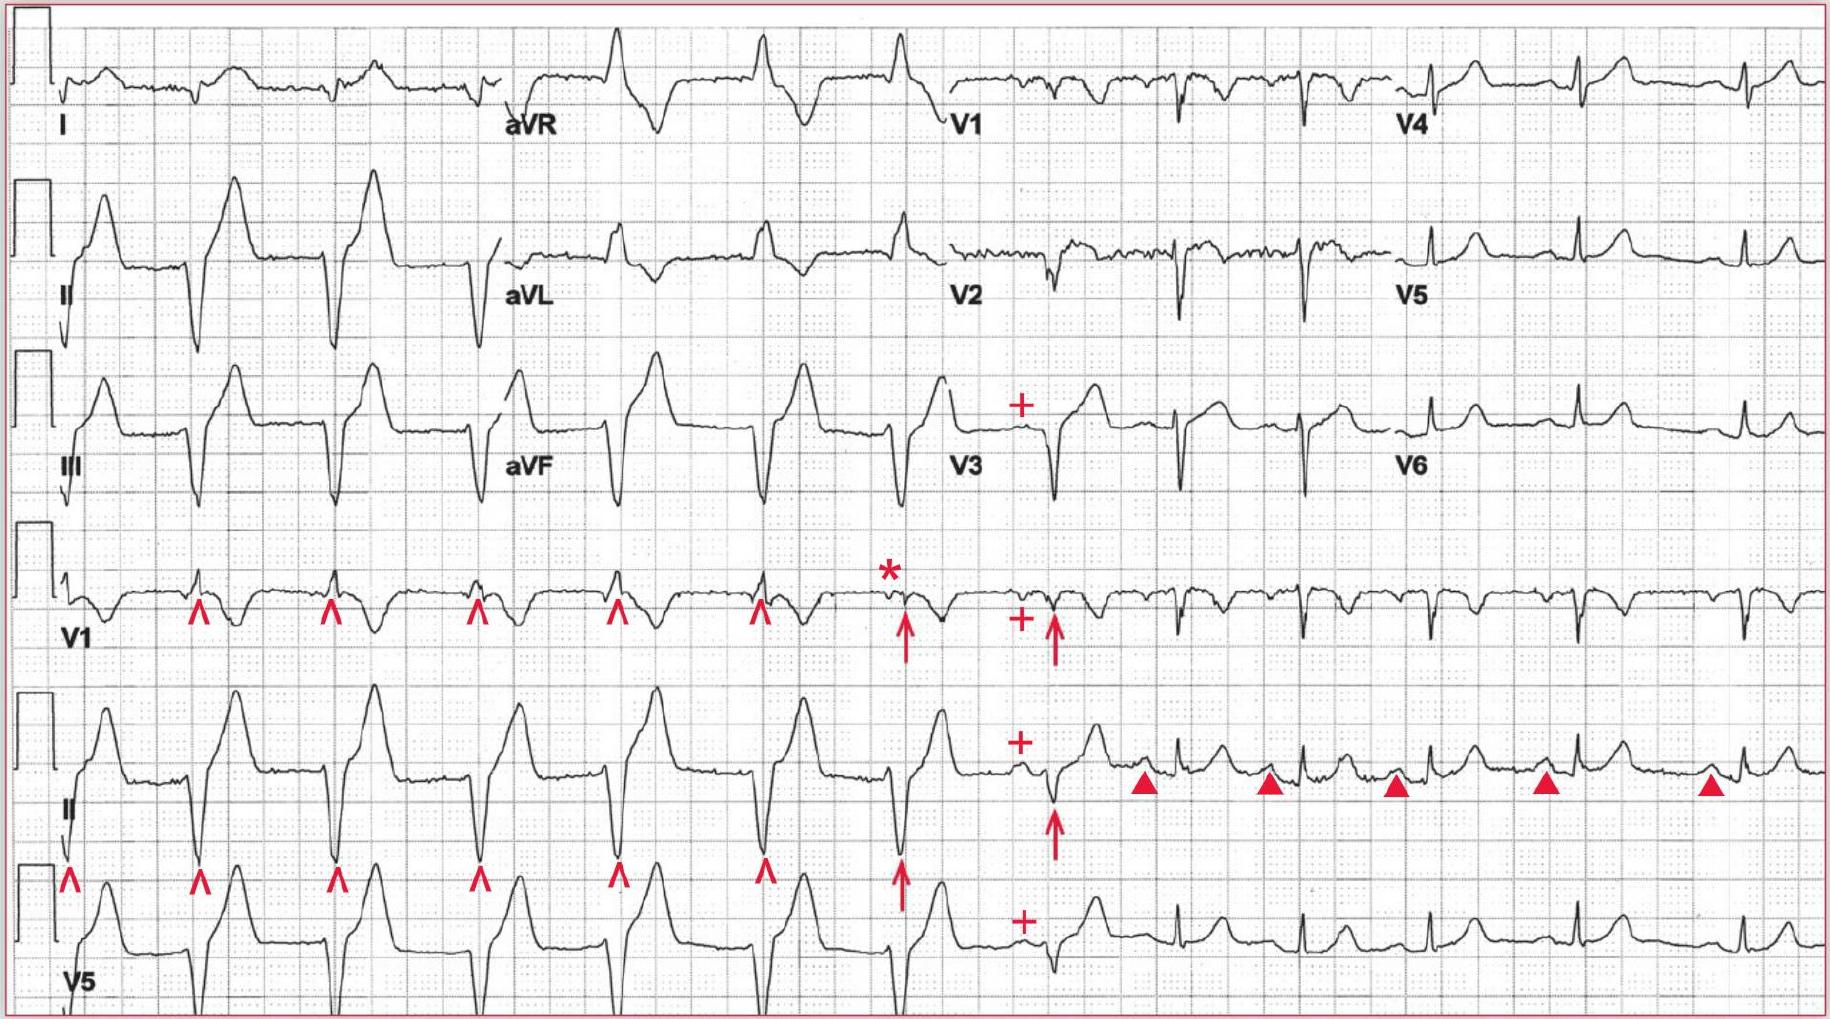 I aVR V1 V4
II aVL V2 V5
III aVF V3 V6
+
*
^ ^ ^ ^ ^ +
V1
+
II
^ ^ ^ ^ ^ ^
+
V5